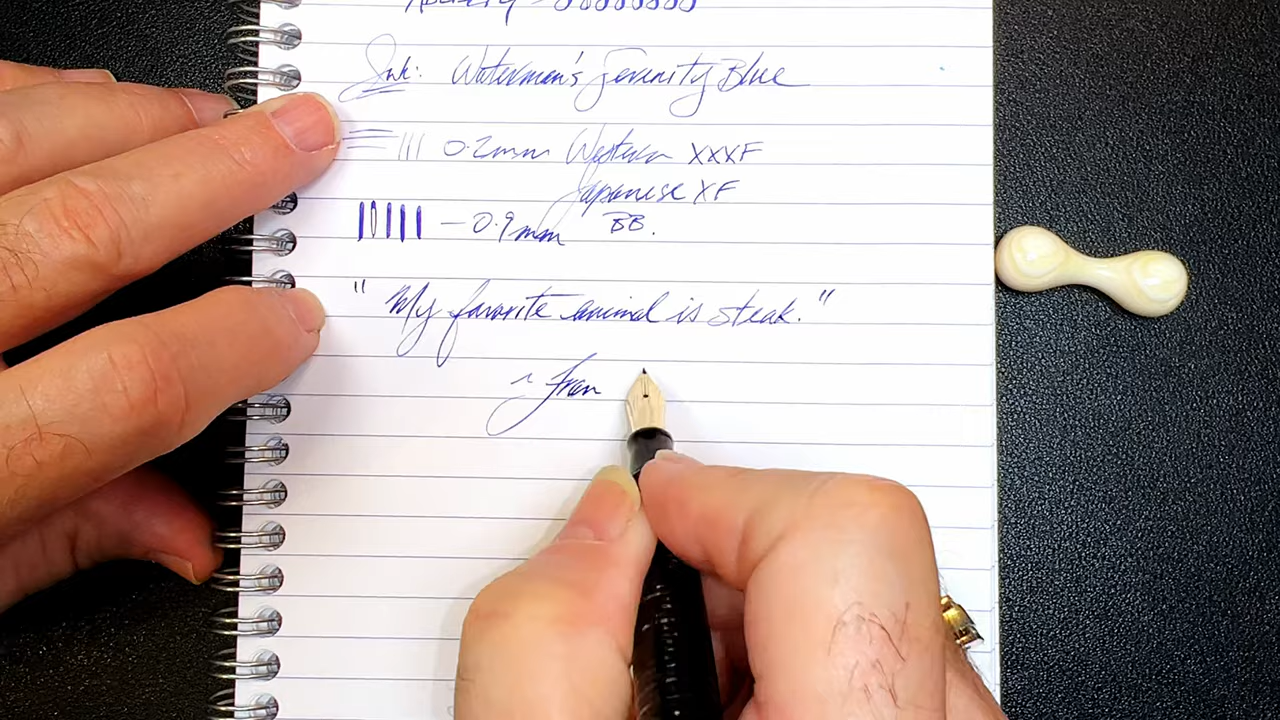 Ink: Waterman's Serenity Blue
0.2mm Western XXXF
Japanese XF
- 0.9mm BB.
"My favorite animal is steak."
~ Fran